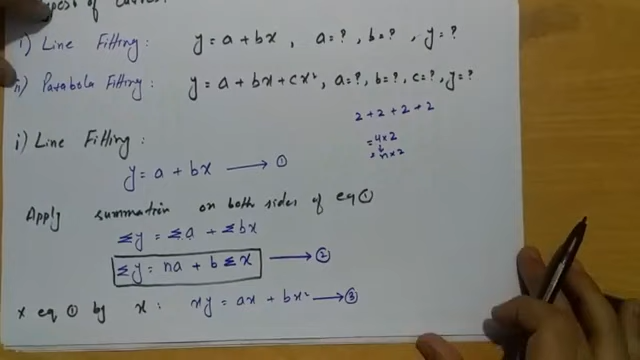 of
i) Line Fitting: y = a + bx, a = ?, b = ?, y = ?
ii) Parabola Fitting: y = a + bx + cx², a = ?, b = ?, c = ?, y = ?
2 + 2 + 2 + 2
= 4 x 2
= n x 2
i) Line Fitting:
y = a + bx → ①
Apply summation on both sides of eq ①
Σy = Σa + Σbx
Σy = na + bΣx → ②
x eq ① by x: xy = ax + bx² → ③